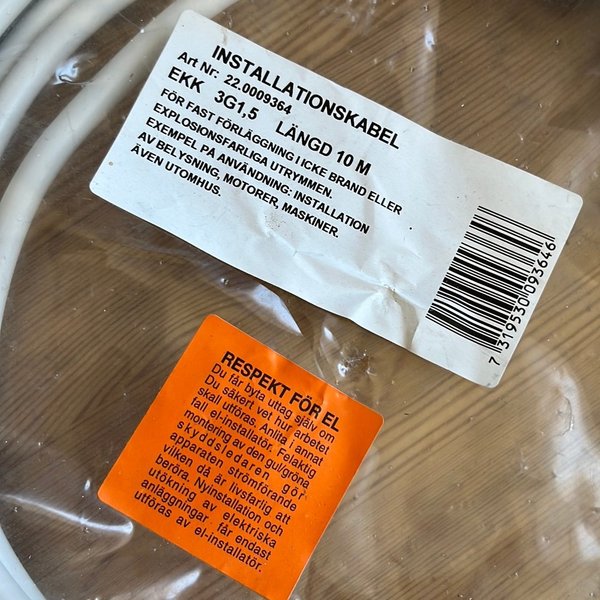 INSTALLATIONSKABEL
Art Nr: 22.0009364
EKK 3G1,5 LÄNGD 10 M
FÖR FAST FÖRLÄGGNING I ICKE BRAND ELLER
EXPLOSIONSFARLIGA UTRYMMEN.
EXEMPEL PÅ ANVÄNDNING: INSTALLATION
AV BELYSNING, MOTORER, MASKINER.
ÄVEN UTOMHUS.
7 319530 093646
RESPEKT FÖR EL
Du får byta uttag själv om
Du säkert vet hur arbetet
skall utföras. Anlita i annat
fall el-installatör. Felaktig
montering av den gul/gröna
skyddsledaren gör
apparaten strömförande
vilken då är livsfarlig att
beröra. Nyinstallation och
utökning av elektriska
anläggningar får endast
utföras av el-installatör.